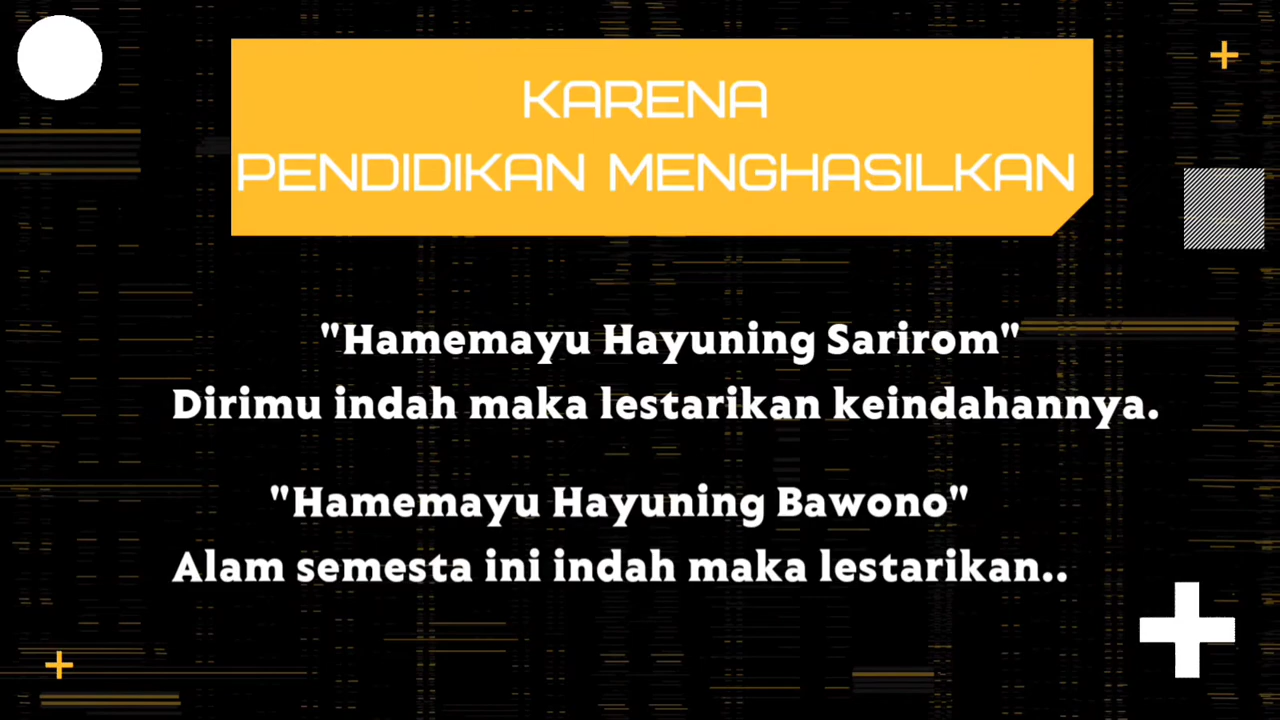 KARENA
PENDIDIKAN MENGHASILKAN
"Hamemayu Hayuning Sarirom"
Dirimu indah maka lestarikan keindahannya.
"Hamemayu Hayuning Bawono"
Alam semesta ini indah maka lestarikan..